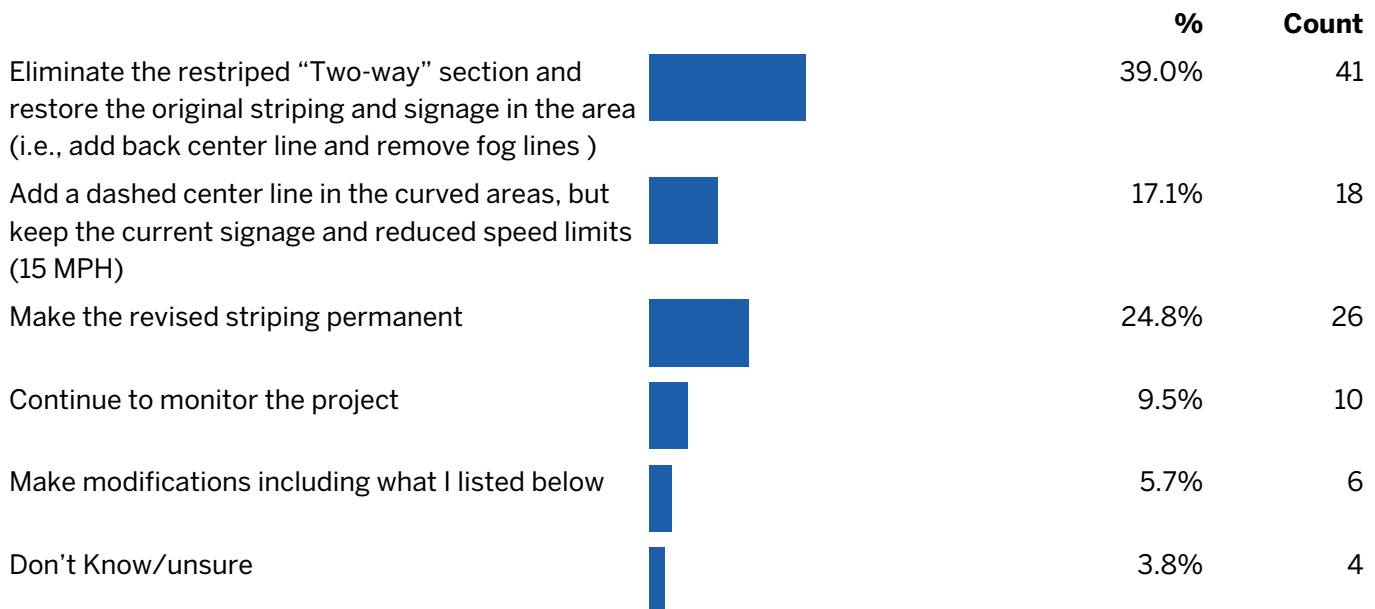 % Count
Eliminate the restriped “Two-way” section and 39.0% 41
restore the original striping and signage in the area
(i.e., add back center line and remove fog lines )
Add a dashed center line in the curved areas, but 17.1% 18
keep the current signage and reduced speed limits
(15 MPH)
Make the revised striping permanent 24.8% 26
Continue to monitor the project 9.5% 10
Make modifications including what I listed below 5.7% 6
Don’t Know/unsure 3.8% 4